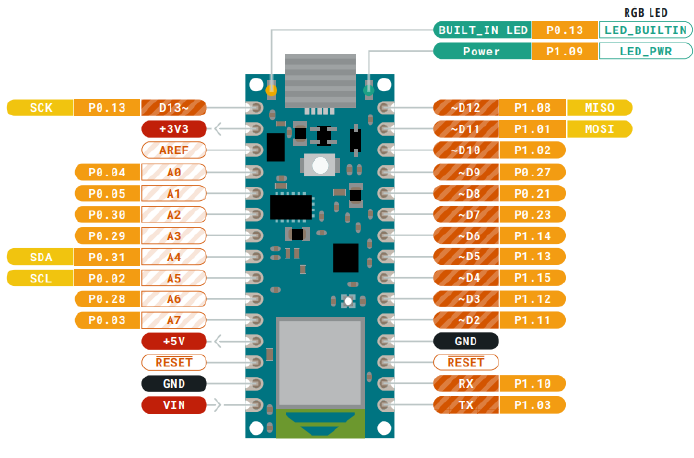 RGB LED
BUILT_IN LED P0.13 LED_BUILTIN
Power P1.09 LED_PWR
SCK P0.13 D13~
+3V3
AREF
P0.04 A0
P0.05 A1
P0.30 A2
P0.29 A3
SDA P0.31 A4
SCL P0.02 A5
P0.28 A6
P0.03 A7
+5V
RESET
GND
VIN
~D12 P1.08 MISO
~D11 P1.01 MOSI
~D10 P1.02
~D9 P0.27
~D8 P0.21
~D7 P0.23
~D6 P1.14
~D5 P1.13
~D4 P1.15
~D3 P1.12
~D2 P1.11
GND
RESET
RX P1.10
TX P1.03